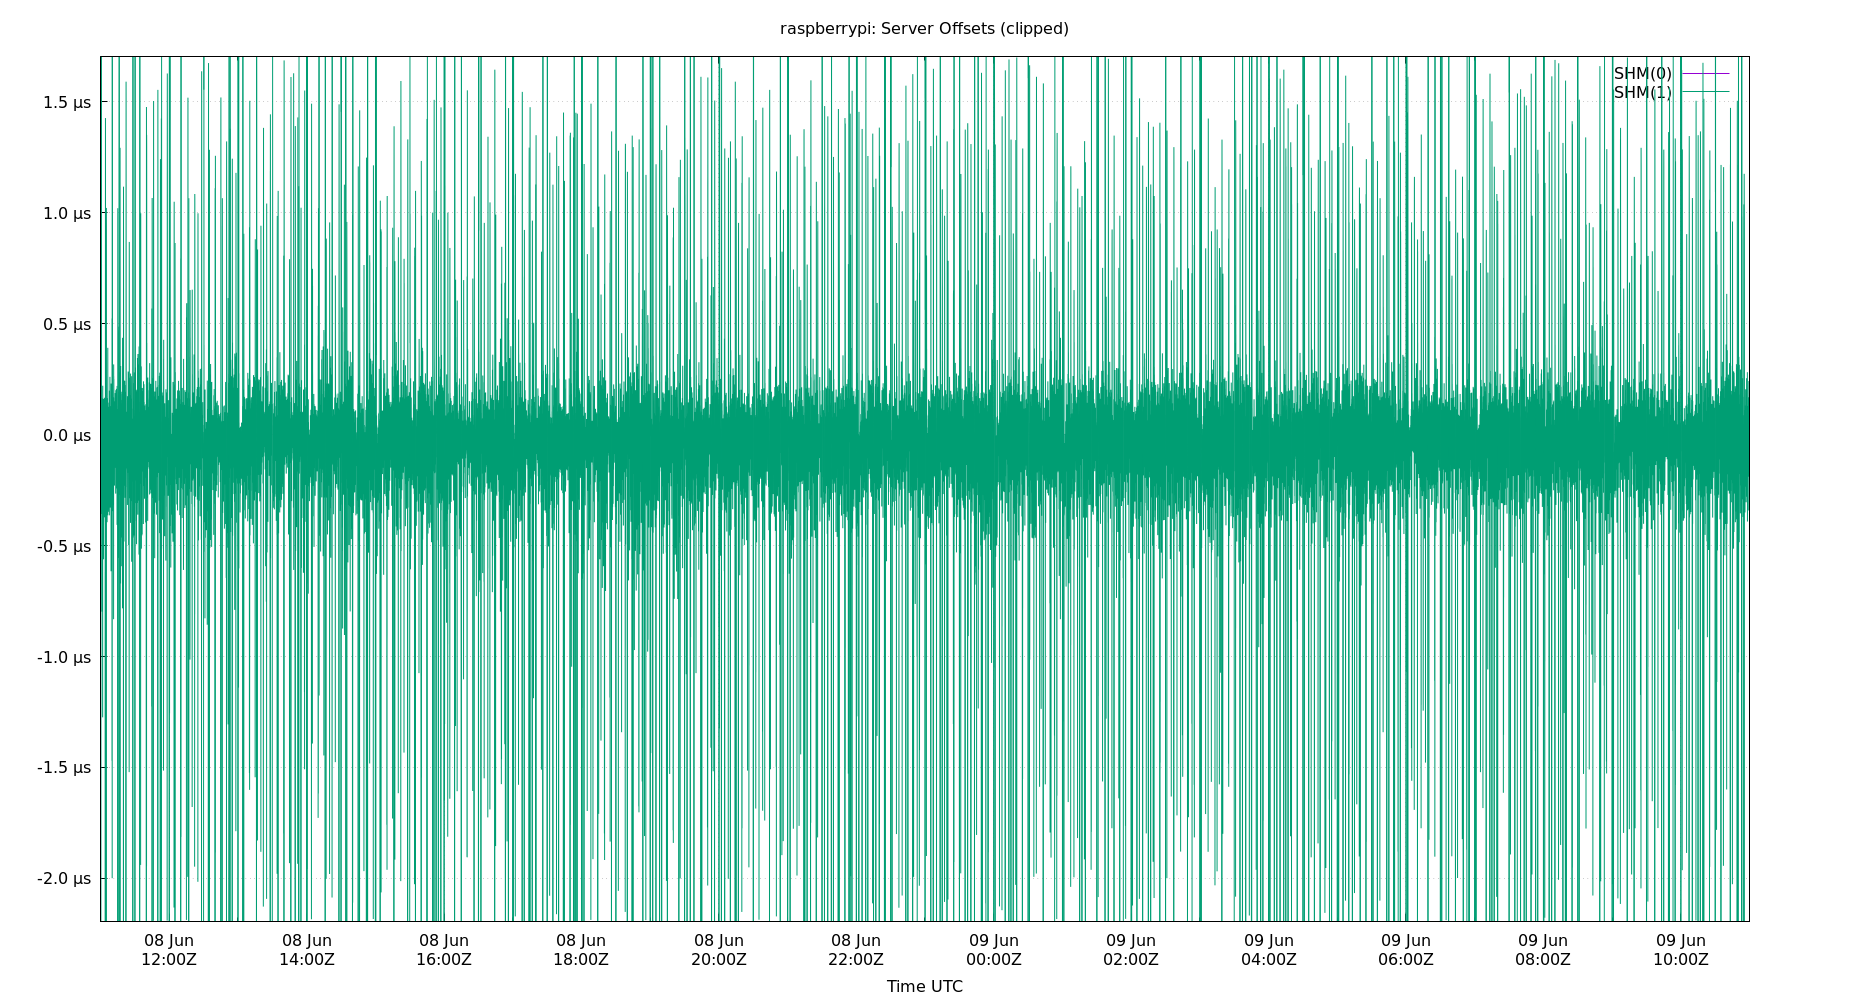 raspberrypi: Server Offsets (clipped)
SHM(0)
SHM(1)
1.5 µs
1.0 µs
0.5 µs
0.0 µs
-0.5 µs
-1.0 µs
-1.5 µs
-2.0 µs
08 Jun 08 Jun 08 Jun 08 Jun 08 Jun 08 Jun 09 Jun 09 Jun 09 Jun 09 Jun 09 Jun 09 Jun
12:00Z 14:00Z 16:00Z 18:00Z 20:00Z 22:00Z 00:00Z 02:00Z 04:00Z 06:00Z 08:00Z 10:00Z
Time UTC